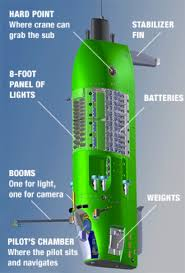 HARD POINT
Where crane can
grab the sub
STABILIZER
FIN
8-FOOT
PANEL OF
LIGHTS
BATTERIES
BOOMS
One for light,
one for camera
WEIGHTS
PILOT'S CHAMBER
Where the pilot sits
and navigates